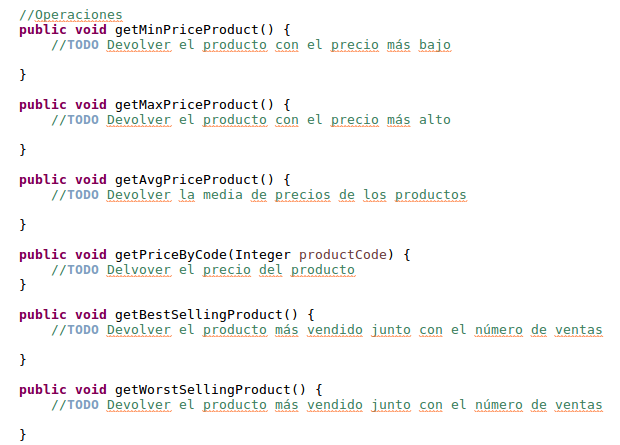 //Operaciones
public void getMinPriceProduct() {
//TODO Devolver el producto con el precio más bajo
}
public void getMaxPriceProduct() {
//TODO Devolver el producto con el precio más alto
}
public void getAvgPriceProduct() {
//TODO Devolver la media de precios de los productos
}
public void getPriceByCode(Integer productCode) {
//TODO Delvover el precio del producto
}
public void getBestSellingProduct() {
//TODO Devolver el producto más vendido junto con el número de ventas
}
public void getWorstSellingProduct() {
//TODO Devolver el producto más vendido junto con el número de ventas
}